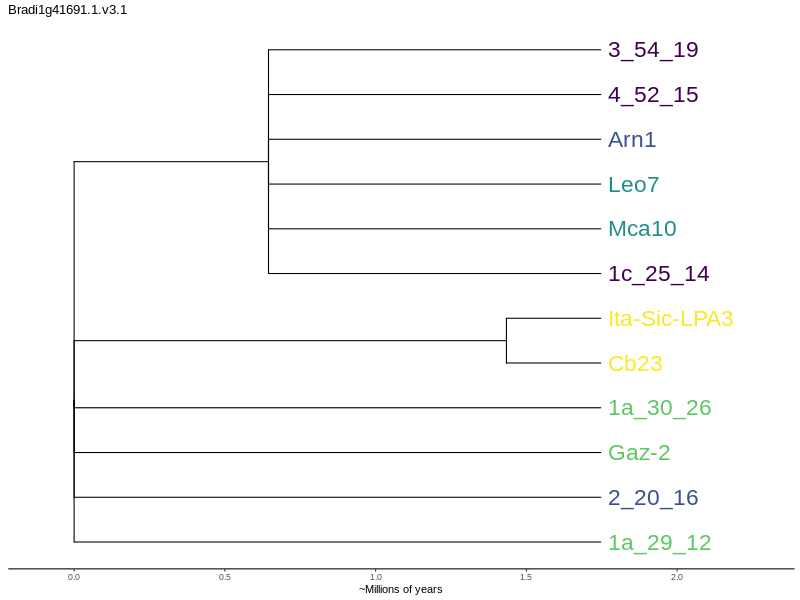 Bradi1g41691.1.v3.1
3_54_19
4_52_15
Arn1
Leo7
Mca10
1c_25_14
Ita-Sic-LPA3
Cb23
1a_30_26
Gaz-2
2_20_16
1a_29_12
0.0 0.5 1.0 1.5 2.0
~Millions of years